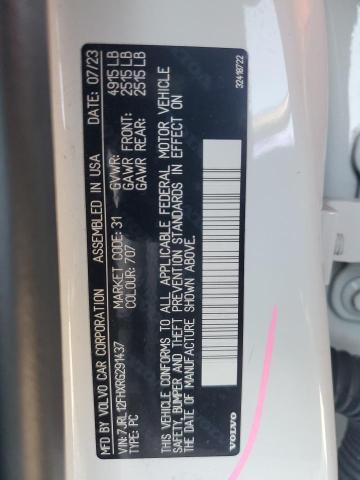 MFD BY VOLVO CAR CORPORATION ASSEMBLED IN USA DATE: 07/23
VIN: 7JRL12FHXRG291437 MARKET CODE: 31 GVWR: 4915 LB
TYPE: PC COLOUR: 707 GAWR FRONT: 2515 LB
GAWR REAR: 2515 LB
THIS VEHICLE CONFORMS TO ALL APPLICABLE FEDERAL MOTOR VEHICLE
SAFETY, BUMPER AND THEFT PREVENTION STANDARDS IN EFFECT ON
THE DATE OF MANUFACTURE SHOWN ABOVE.
VOLVO
32418722